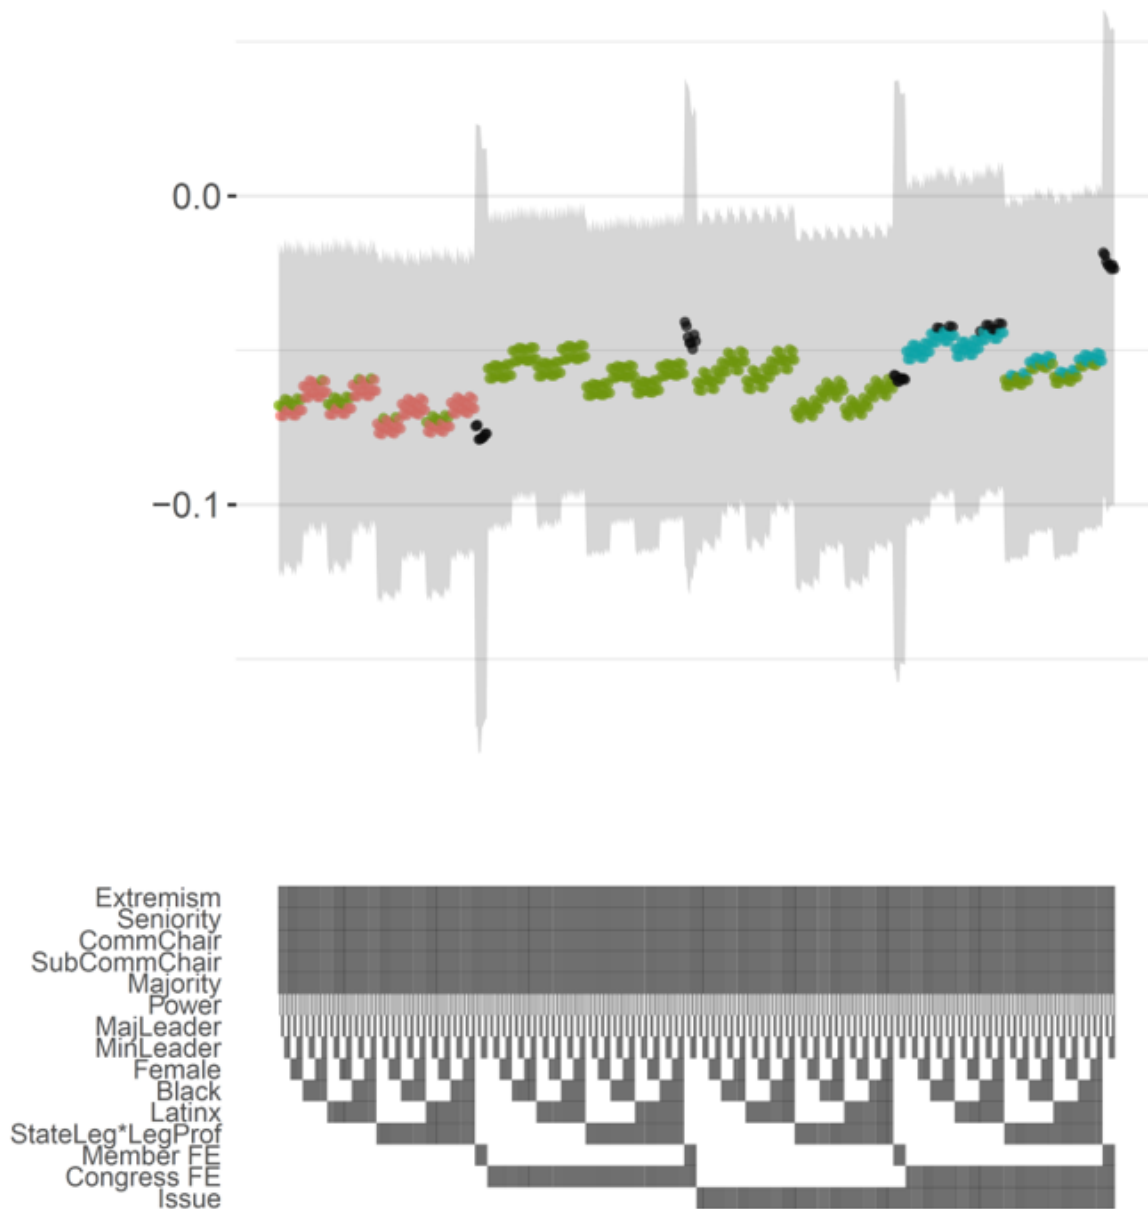 0.0
−0.1
Extremism
Seniority
CommChair
SubCommChair
Majority
Power
MajLeader
MinLeader
Female
Black
Latinx
StateLeg*LegProf
Member FE
Congress FE
Issue